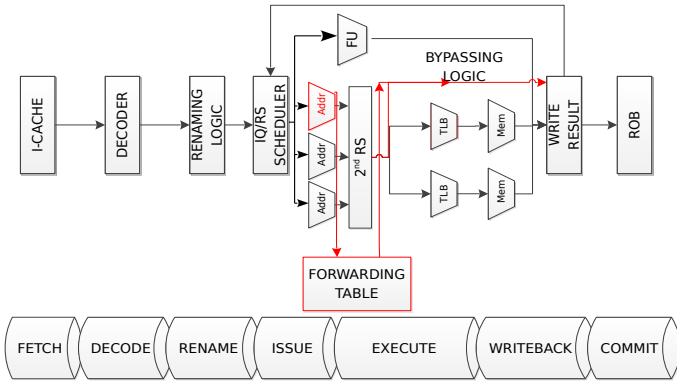 I-CACHE
DECODER
RENAMING
LOGIC
IQ/RS
SCHEDULER
FU
Addr
Addr
Addr
2nd RS
BYPASSING
LOGIC
TLB
Mem
TLB
Mem
WRITE
RESULT
ROB
FORWARDING
TABLE
FETCH
DECODE
RENAME
ISSUE
EXECUTE
WRITEBACK
COMMIT